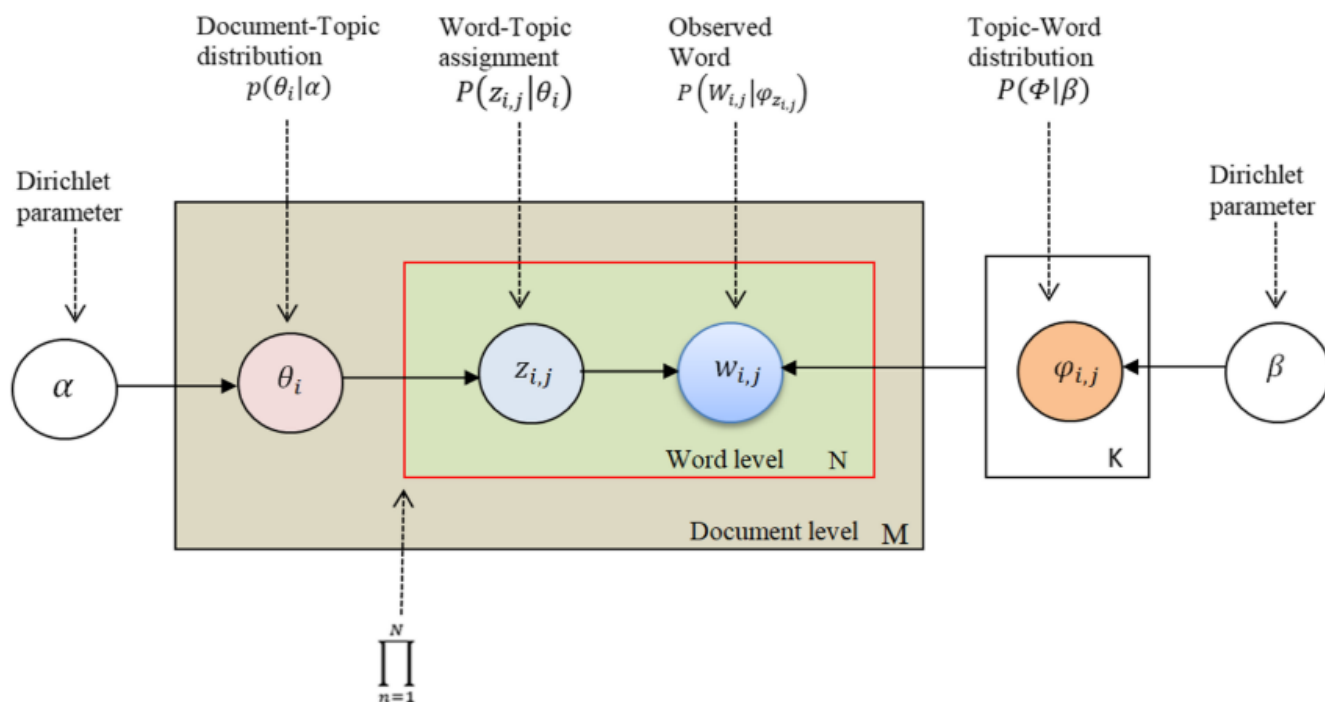 Document-Topic
distribution
p(θ_i|α)
Word-Topic
assignment
P(z_{i,j}|θ_i)
Observed
Word
P(W_{i,j}|φ_{z_{i,j}})
Topic-Word
distribution
P(Φ|β)
Dirichlet
parameter
Dirichlet
parameter
α
θ_i
z_{i,j}
w_{i,j}
φ_{i,j}
β
Word level N
K
Document level M
∏_{n=1}^{N}